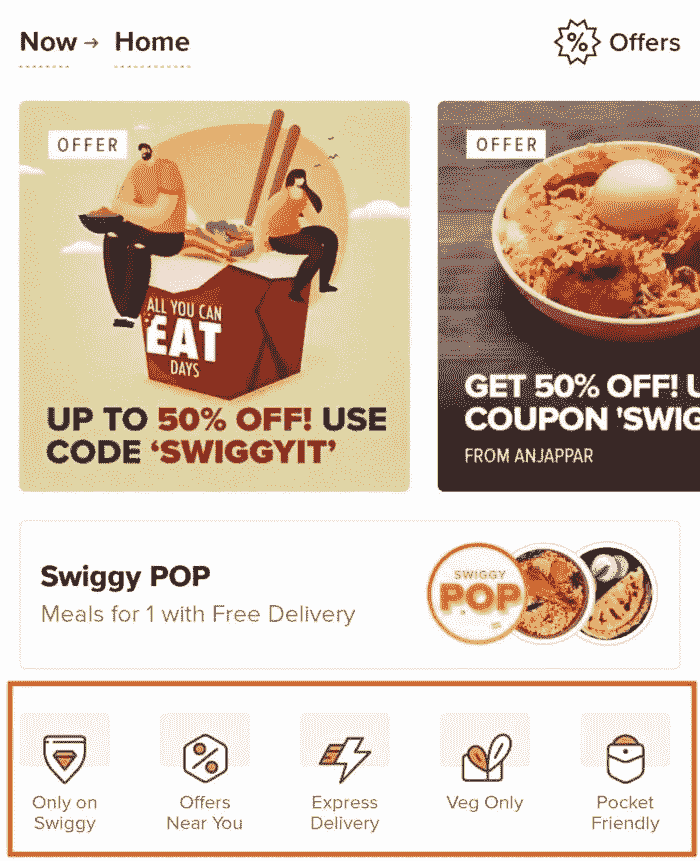 Now → Home
Offers
OFFER
ALL YOU CAN
EAT
DAYS
UP TO 50% OFF! USE
CODE ‘SWIGGYIT’
OFFER
GET 50% OFF! U
COUPON 'SWIG
FROM ANJAPPAR
Swiggy POP
Meals for 1 with Free Delivery
SWIGGY
POP
Only on
Swiggy
Offers
Near You
Express
Delivery
Veg Only
Pocket
Friendly